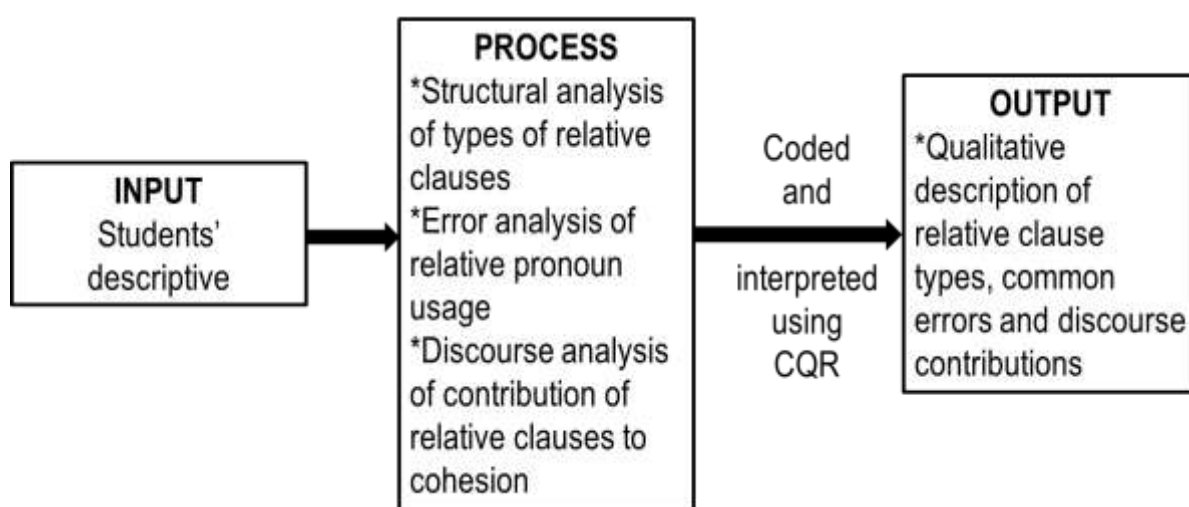 INPUT
Students’
descriptive
PROCESS
*Structural analysis
of types of relative
clauses
*Error analysis of
relative pronoun
usage
*Discourse analysis
of contribution of
relative clauses to
cohesion
Coded
and
interpreted
using
CQR
OUTPUT
*Qualitative
description of
relative clause
types, common
errors and discourse
contributions